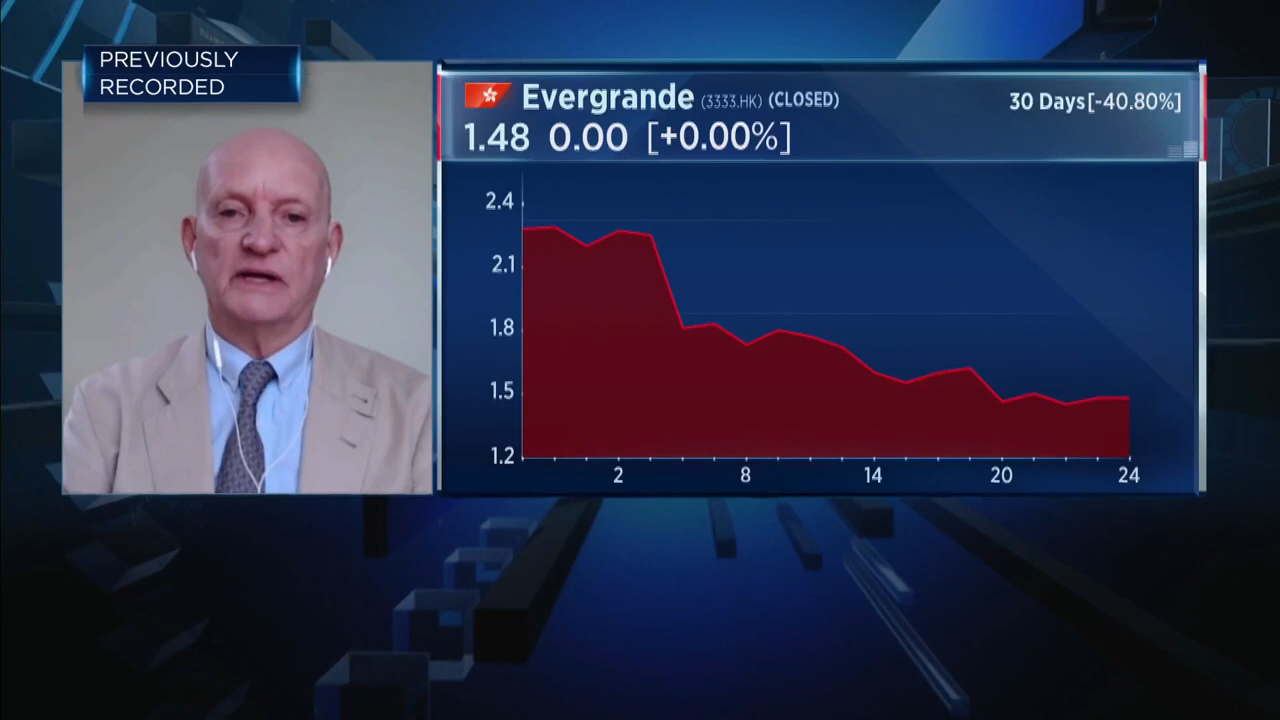 PREVIOUSLY
RECORDED
Evergrande (3333.HK) (CLOSED)
30 Days [-40.80%]
1.48 0.00 [+0.00%]
2.4
2.1
1.8
1.5
1.2
2 8 14 20 24